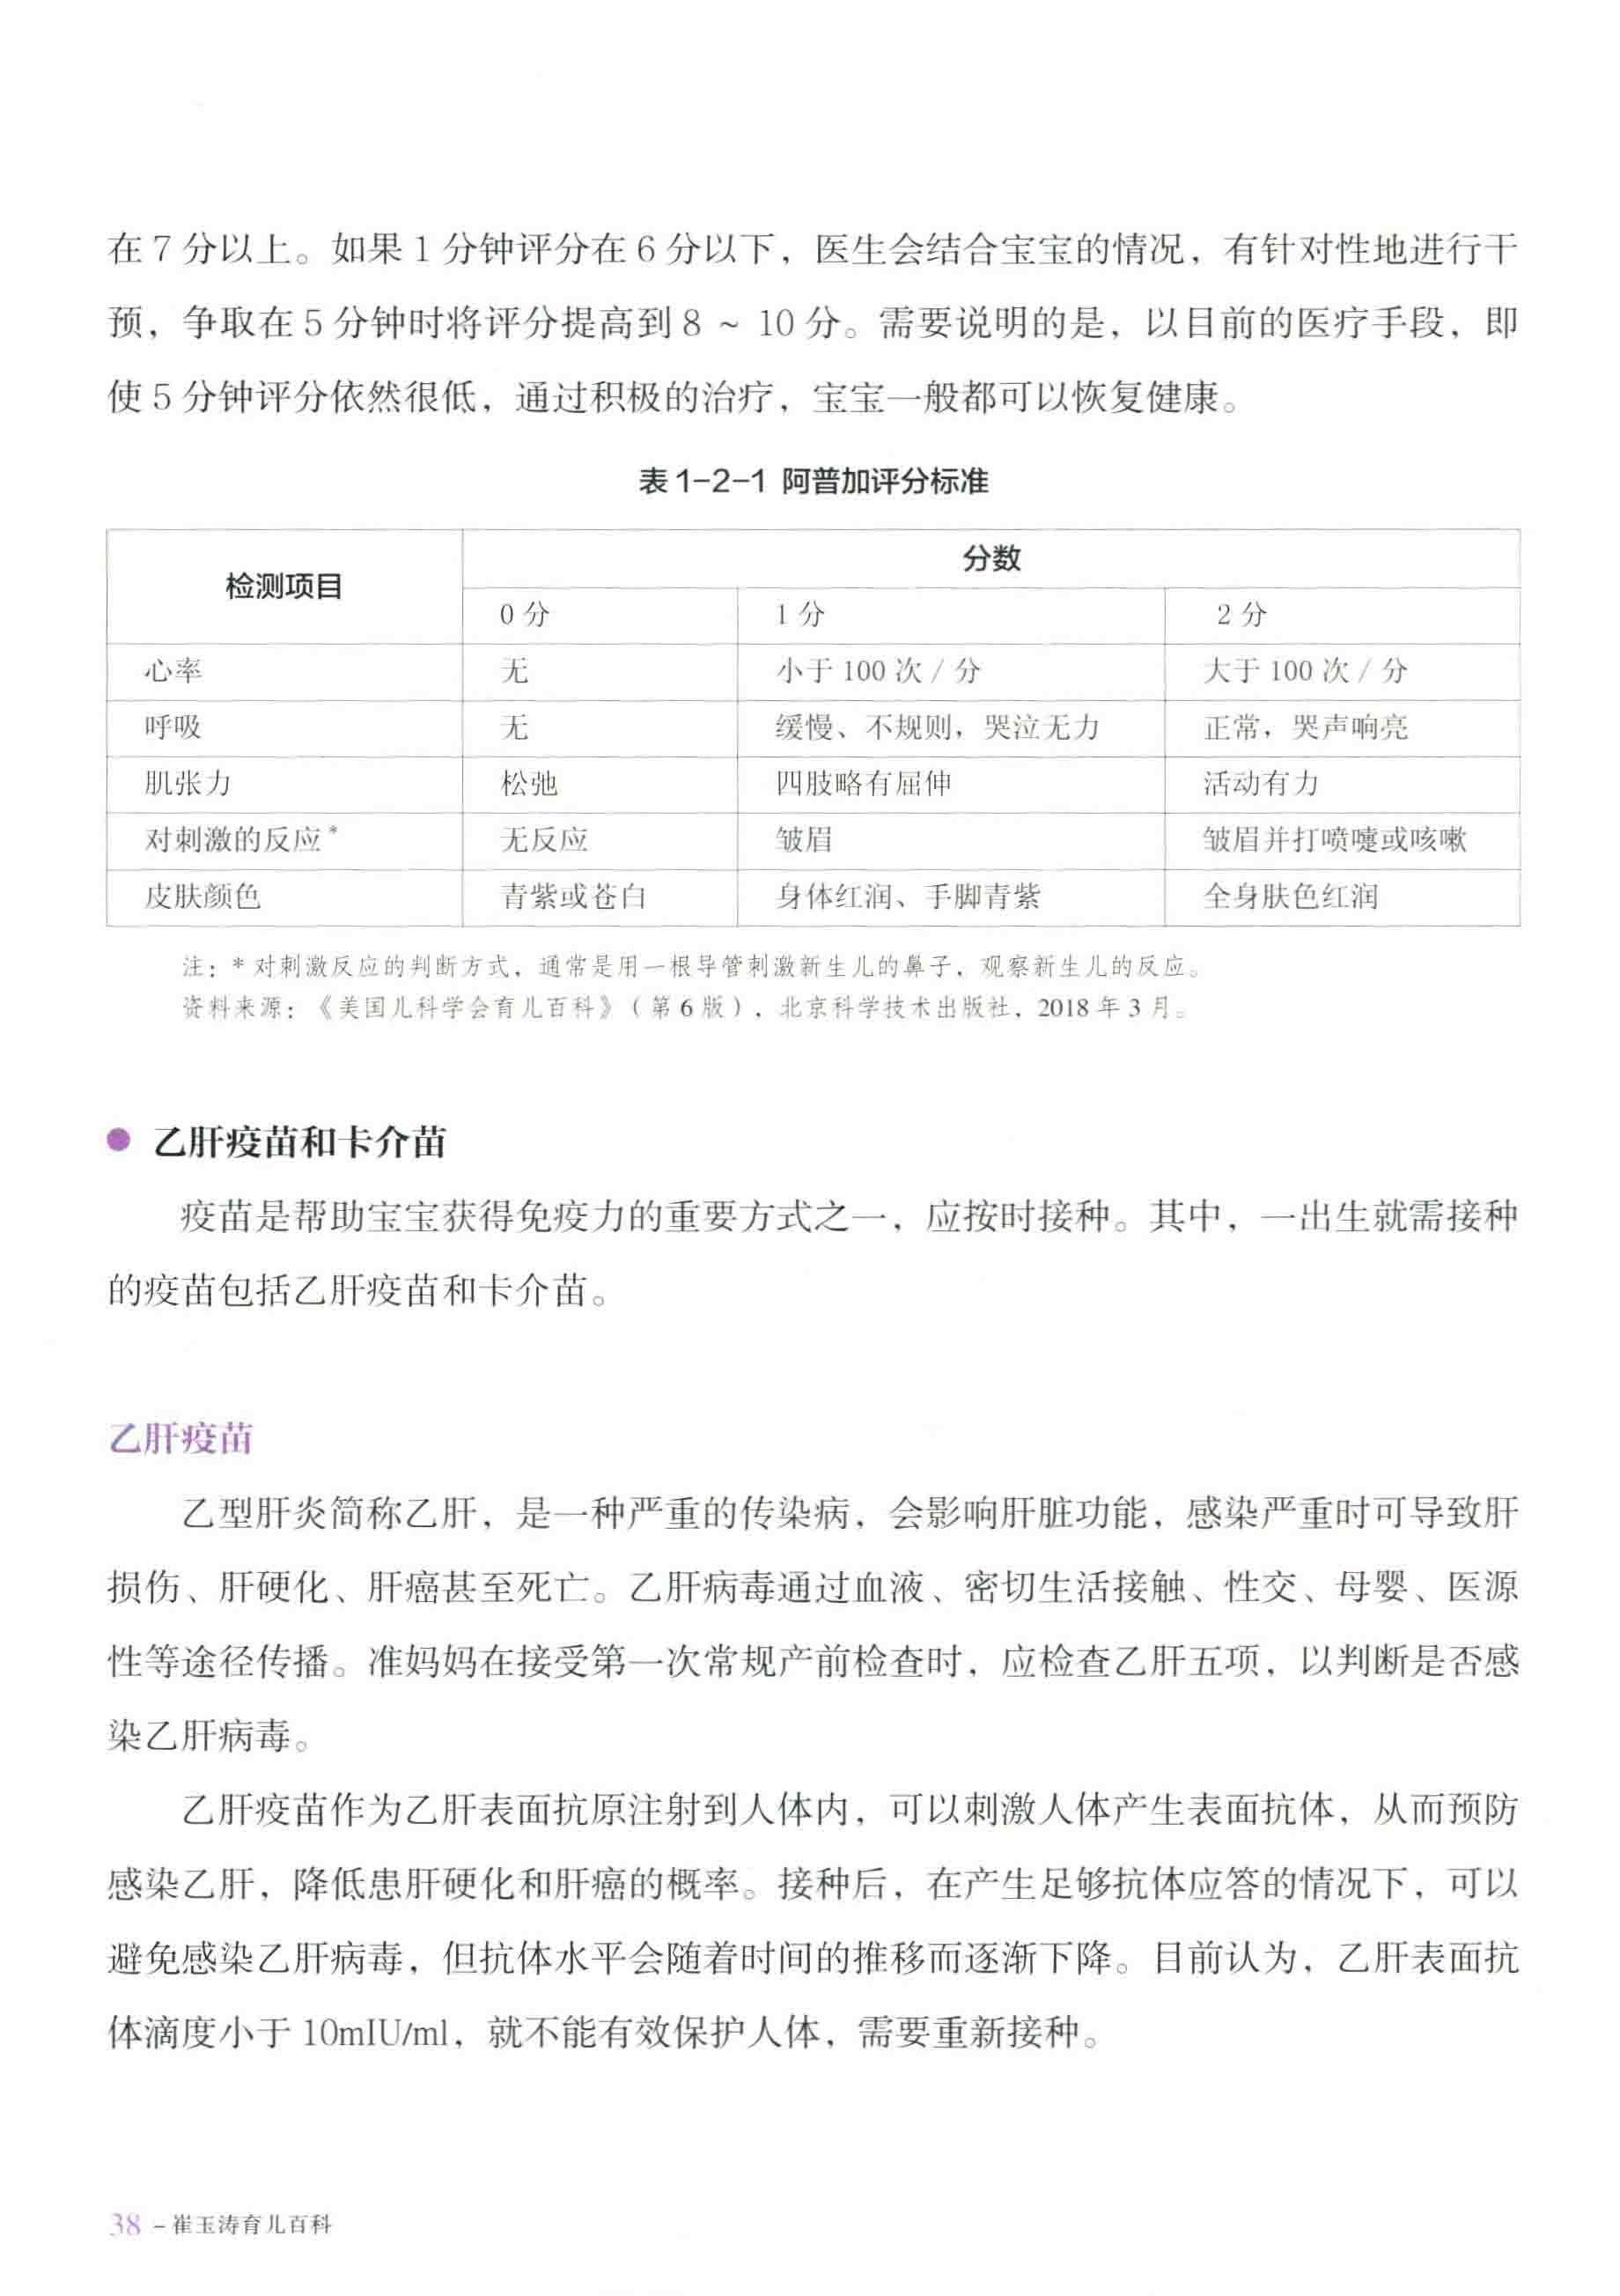 在 7 分以上。如果 1 分钟评分在 6 分以下，医生会结合宝宝的情况，有针对性地进行干
预，争取在 5 分钟时将评分提高到 8 ~ 10 分。需要说明的是，以目前的医疗手段，即
使 5 分钟评分依然很低，通过积极的治疗，宝宝一般都可以恢复健康。
表 1-2-1 阿普加评分标准
检测项目 分数
0 分 1 分 2 分
心率 无 小于 100 次 / 分 大于 100 次 / 分
呼吸 无 缓慢、不规则，哭泣无力 正常，哭声响亮
肌张力 松弛 四肢略有屈伸 活动有力
对刺激的反应 * 无反应 皱眉 皱眉并打喷嚏或咳嗽
皮肤颜色 青紫或苍白 身体红润、手脚青紫 全身肤色红润
注：* 对刺激反应的判断方式，通常是用一根导管刺激新生儿的鼻子，观察新生儿的反应。
资料来源：《美国儿科学会育儿百科》（第 6 版），北京科学技术出版社，2018 年 3 月。
● 乙肝疫苗和卡介苗
疫苗是帮助宝宝获得免疫力的重要方式之一，应按时接种。其中，一出生就需接种
的疫苗包括乙肝疫苗和卡介苗。
乙肝疫苗
乙型肝炎简称乙肝，是一种严重的传染病，会影响肝脏功能，感染严重时可导致肝
损伤、肝硬化、肝癌甚至死亡。乙肝病毒通过血液、密切生活接触、性交、母婴、医源
性等途径传播。准妈妈在接受第一次常规产前检查时，应检查乙肝五项，以判断是否感
染乙肝病毒。
乙肝疫苗作为乙肝表面抗原注射到人体内，可以刺激人体产生表面抗体，从而预防
感染乙肝，降低患肝硬化和肝癌的概率。接种后，在产生足够抗体应答的情况下，可以
避免感染乙肝病毒，但抗体水平会随着时间的推移而逐渐下降。目前认为，乙肝表面抗
体滴度小于 10mIU/ml，就不能有效保护人体，需要重新接种。
38 - 崔玉涛育儿百科